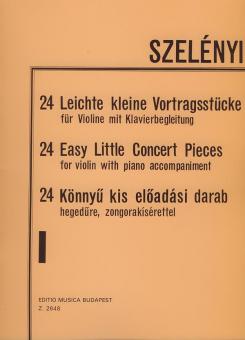 SZELÉNYI
24 Leichte kleine Vortragsstücke
für Violine mit Klavierbegleitung
24 Easy Little Concert Pieces
for violin with piano accompaniment
24 Könnyű kis előadási darab
hegedűre, zongorakísérettel
I
EDITIO MUSICA BUDAPEST
Z. 2648